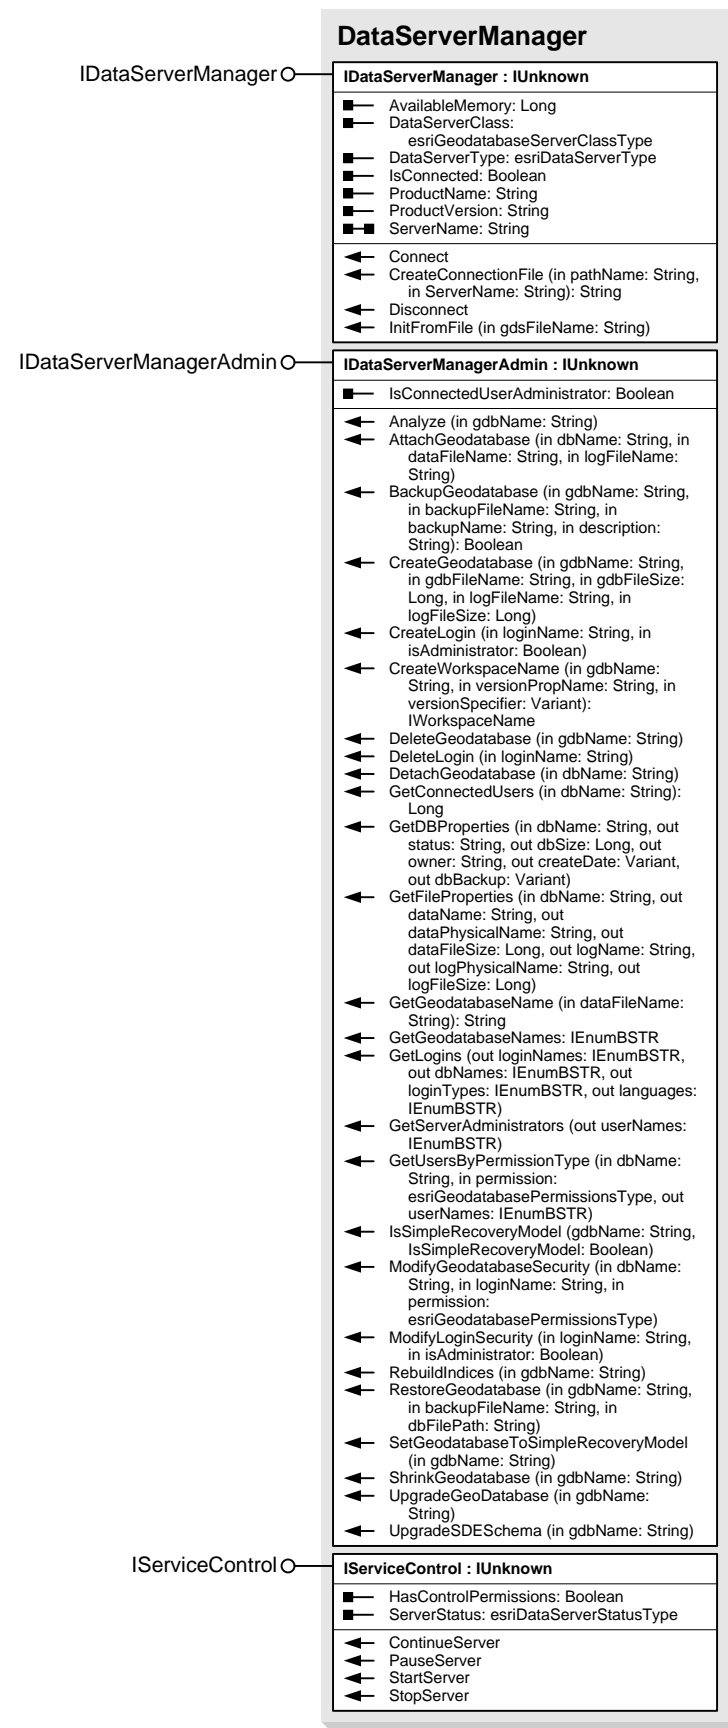 DataServerManager
IDataServerManager
IDataServerManager : IUnknown
AvailableMemory: Long
DataServerClass:
esriGeodatabaseServerClassType
DataServerType: esriDataServerType
IsConnected: Boolean
ProductName: String
ProductVersion: String
ServerName: String
Connect
CreateConnectionFile (in pathName: String,
in ServerName: String): String
Disconnect
InitFromFile (in gdsFileName: String)
IDataServerManagerAdmin
IDataServerManagerAdmin : IUnknown
IsConnectedUserAdministrator: Boolean
Analyze (in gdbName: String)
AttachGeodatabase (in dbName: String, in
dataFileName: String, in logFileName:
String)
BackupGeodatabase (in gdbName: String,
in backupFileName: String, in
backupName: String, in description:
String): Boolean
CreateGeodatabase (in gdbName: String,
in gdbFileName: String, in gdbFileSize:
Long, in logFileName: String, in
logFileSize: Long)
CreateLogin (in loginName: String, in
isAdministrator: Boolean)
CreateWorkspaceName (in gdbName:
String, in versionPropName: String, in
versionSpecifier: Variant):
IWorkspaceName
DeleteGeodatabase (in gdbName: String)
DeleteLogin (in loginName: String)
DetachGeodatabase (in dbName: String)
GetConnectedUsers (in dbName: String):
Long
GetDBProperties (in dbName: String, out
status: String, out dbSize: Long, out
owner: String, out createDate: Variant,
out dbBackup: Variant)
GetFileProperties (in dbName: String, out
dataName: String, out
dataPhysicalName: String, out
dataFileSize: Long, out logName: String,
out logPhysicalName: String, out
logFileSize: Long)
GetGeodatabaseName (in dataFileName:
String): String
GetGeodatabaseNames: IEnumBSTR
GetLogins (out loginNames: IEnumBSTR,
out dbNames: IEnumBSTR, out
loginTypes: IEnumBSTR, out languages:
IEnumBSTR)
GetServerAdministrators (out userNames:
IEnumBSTR)
GetUsersByPermissionType (in dbName:
String, in permission:
esriGeodatabasePermissionsType, out
userNames: IEnumBSTR)
IsSimpleRecoveryModel (gdbName: String,
IsSimpleRecoveryModel: Boolean)
ModifyGeodatabaseSecurity (in dbName:
String, in loginName: String, in
permission:
esriGeodatabasePermissionsType)
ModifyLoginSecurity (in loginName: String,
in isAdministrator: Boolean)
RebuildIndices (in gdbName: String)
RestoreGeodatabase (in gdbName: String,
in backupFileName: String, in
dbFilePath: String)
SetGeodatabaseToSimpleRecoveryModel
(in gdbName: String)
ShrinkGeodatabase (in gdbName: String)
UpgradeGeoDatabase (in gdbName:
String)
UpgradeSDESchema (in gdbName: String)
IServiceControl
IServiceControl : IUnknown
HasControlPermissions: Boolean
ServerStatus: esriDataServerStatusType
ContinueServer
PauseServer
StartServer
StopServer